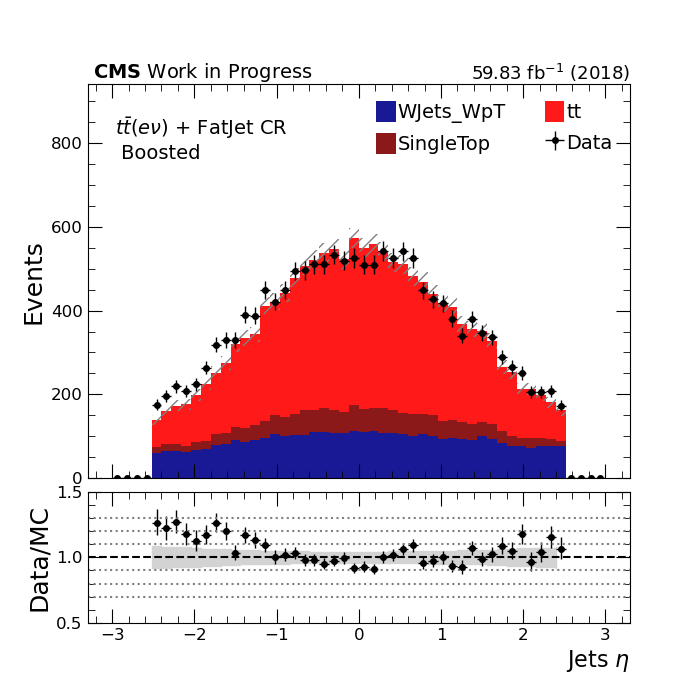 CMS Work in Progress
59.83 fb⁻¹ (2018)
tt̄(eν) + FatJet CR
Boosted
WJets_WpT
tt
SingleTop
Data
Events
800
600
400
200
0
Data/MC
1.5
1.0
0.5
−3 −2 −1 0 1 2 3
Jets η